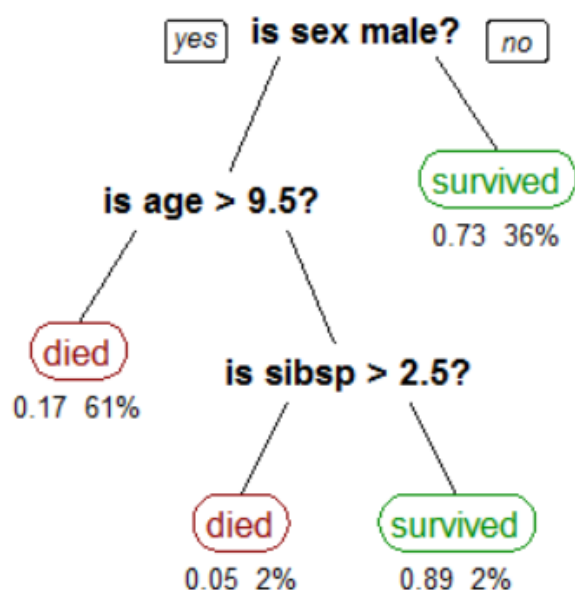 yes is sex male? no
is age > 9.5?
survived
0.73 36%
died
0.17 61%
is sibsp > 2.5?
died
0.05 2%
survived
0.89 2%